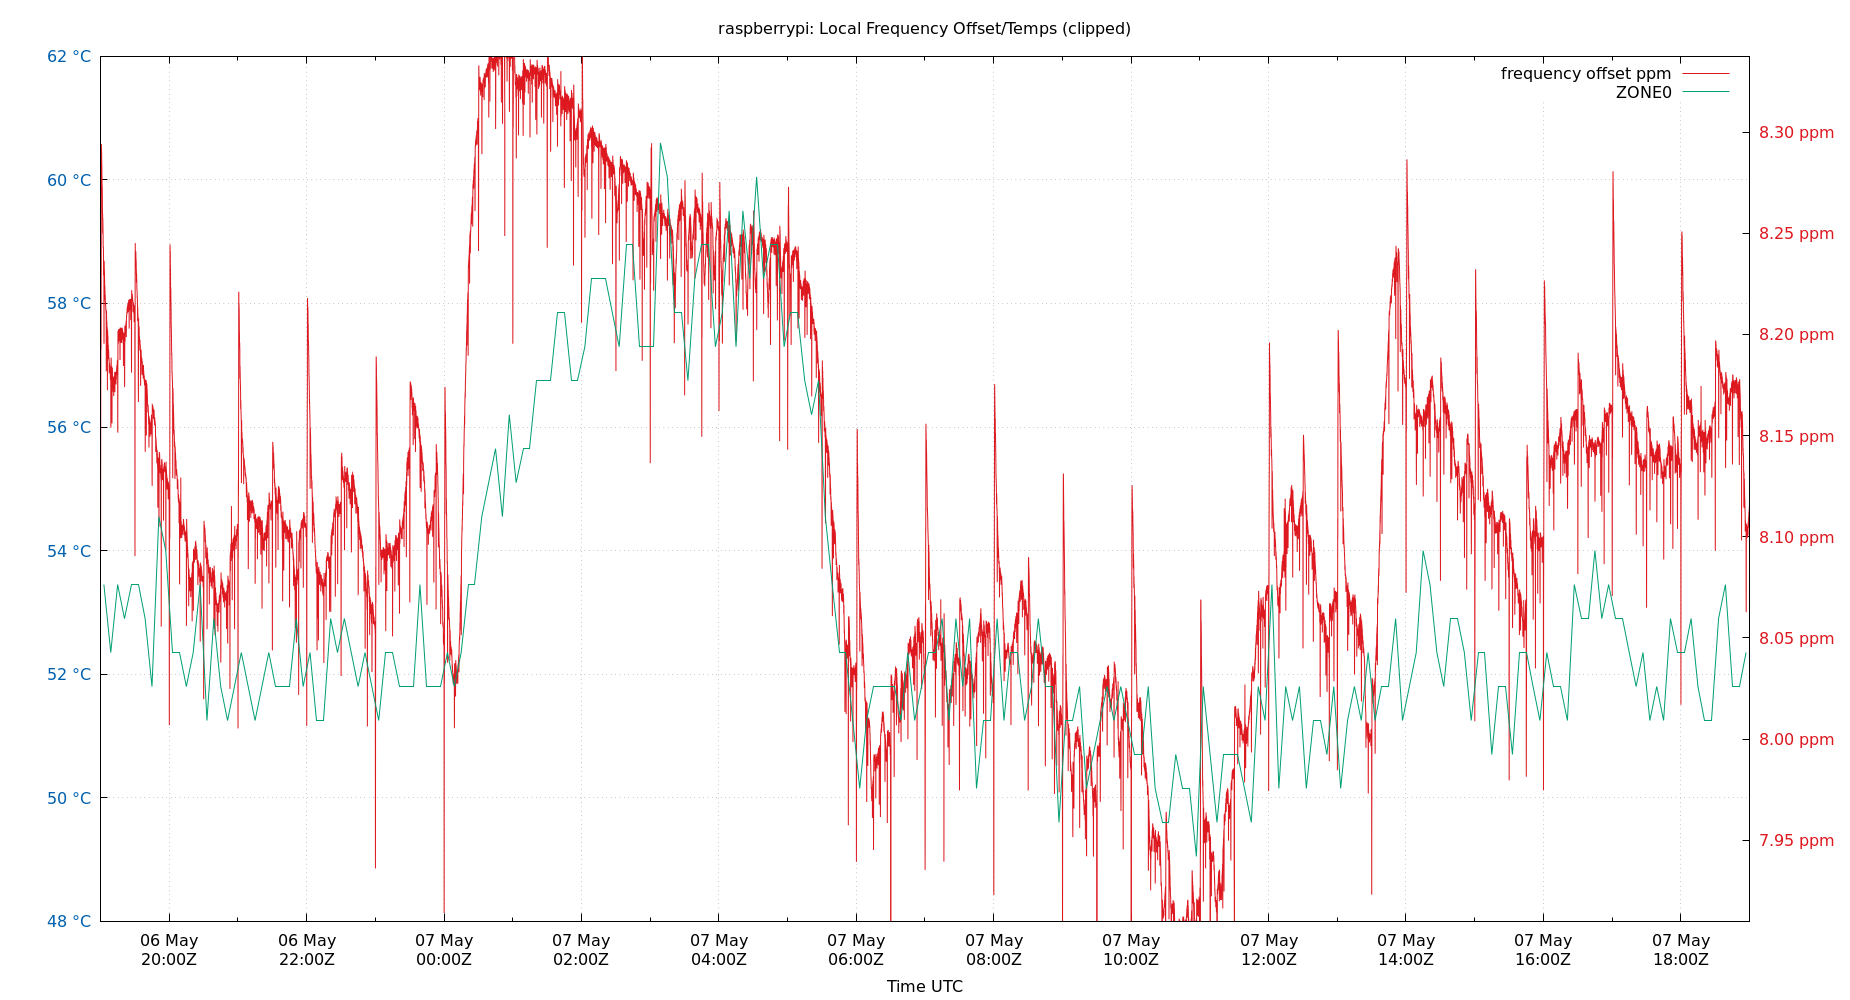 raspberrypi: Local Frequency Offset/Temps (clipped)
frequency offset ppm
ZONE0
62 °C
60 °C
58 °C
56 °C
54 °C
52 °C
50 °C
48 °C
8.30 ppm
8.25 ppm
8.20 ppm
8.15 ppm
8.10 ppm
8.05 ppm
8.00 ppm
7.95 ppm
06 May 06 May 07 May 07 May 07 May 07 May 07 May 07 May 07 May 07 May 07 May 07 May
20:00Z 22:00Z 00:00Z 02:00Z 04:00Z 06:00Z 08:00Z 10:00Z 12:00Z 14:00Z 16:00Z 18:00Z
Time UTC